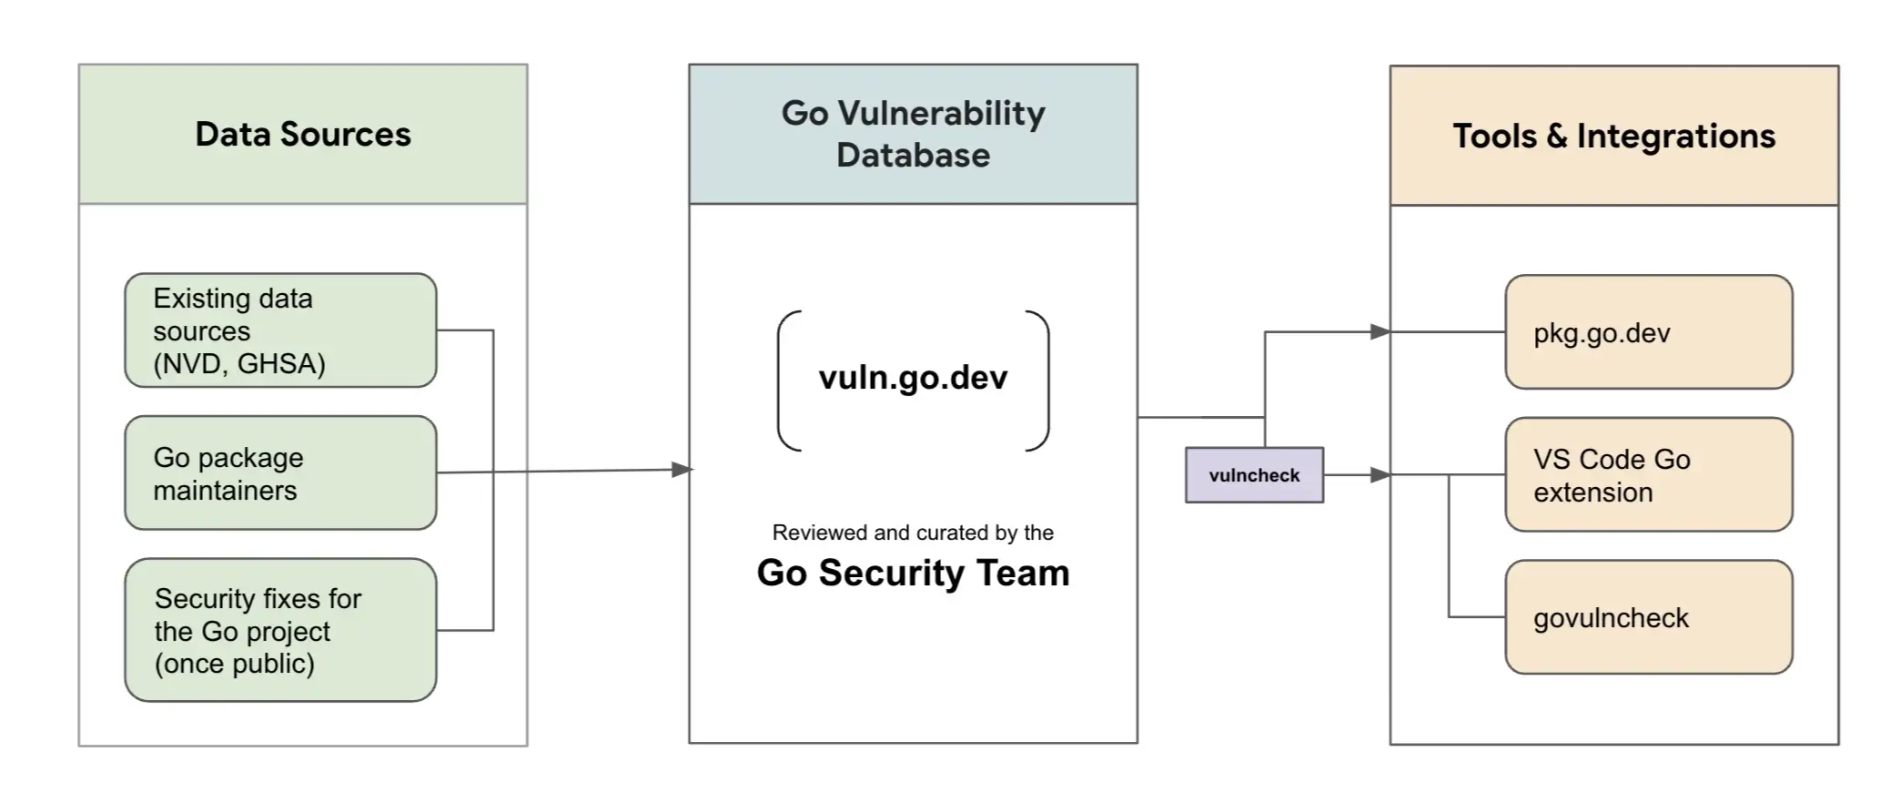 Data Sources
Existing data
sources
(NVD, GHSA)
Go package
maintainers
Security fixes for
the Go project
(once public)
Go Vulnerability
Database
vuln.go.dev
Reviewed and curated by the
Go Security Team
vulncheck
Tools & Integrations
pkg.go.dev
VS Code Go
extension
govulncheck